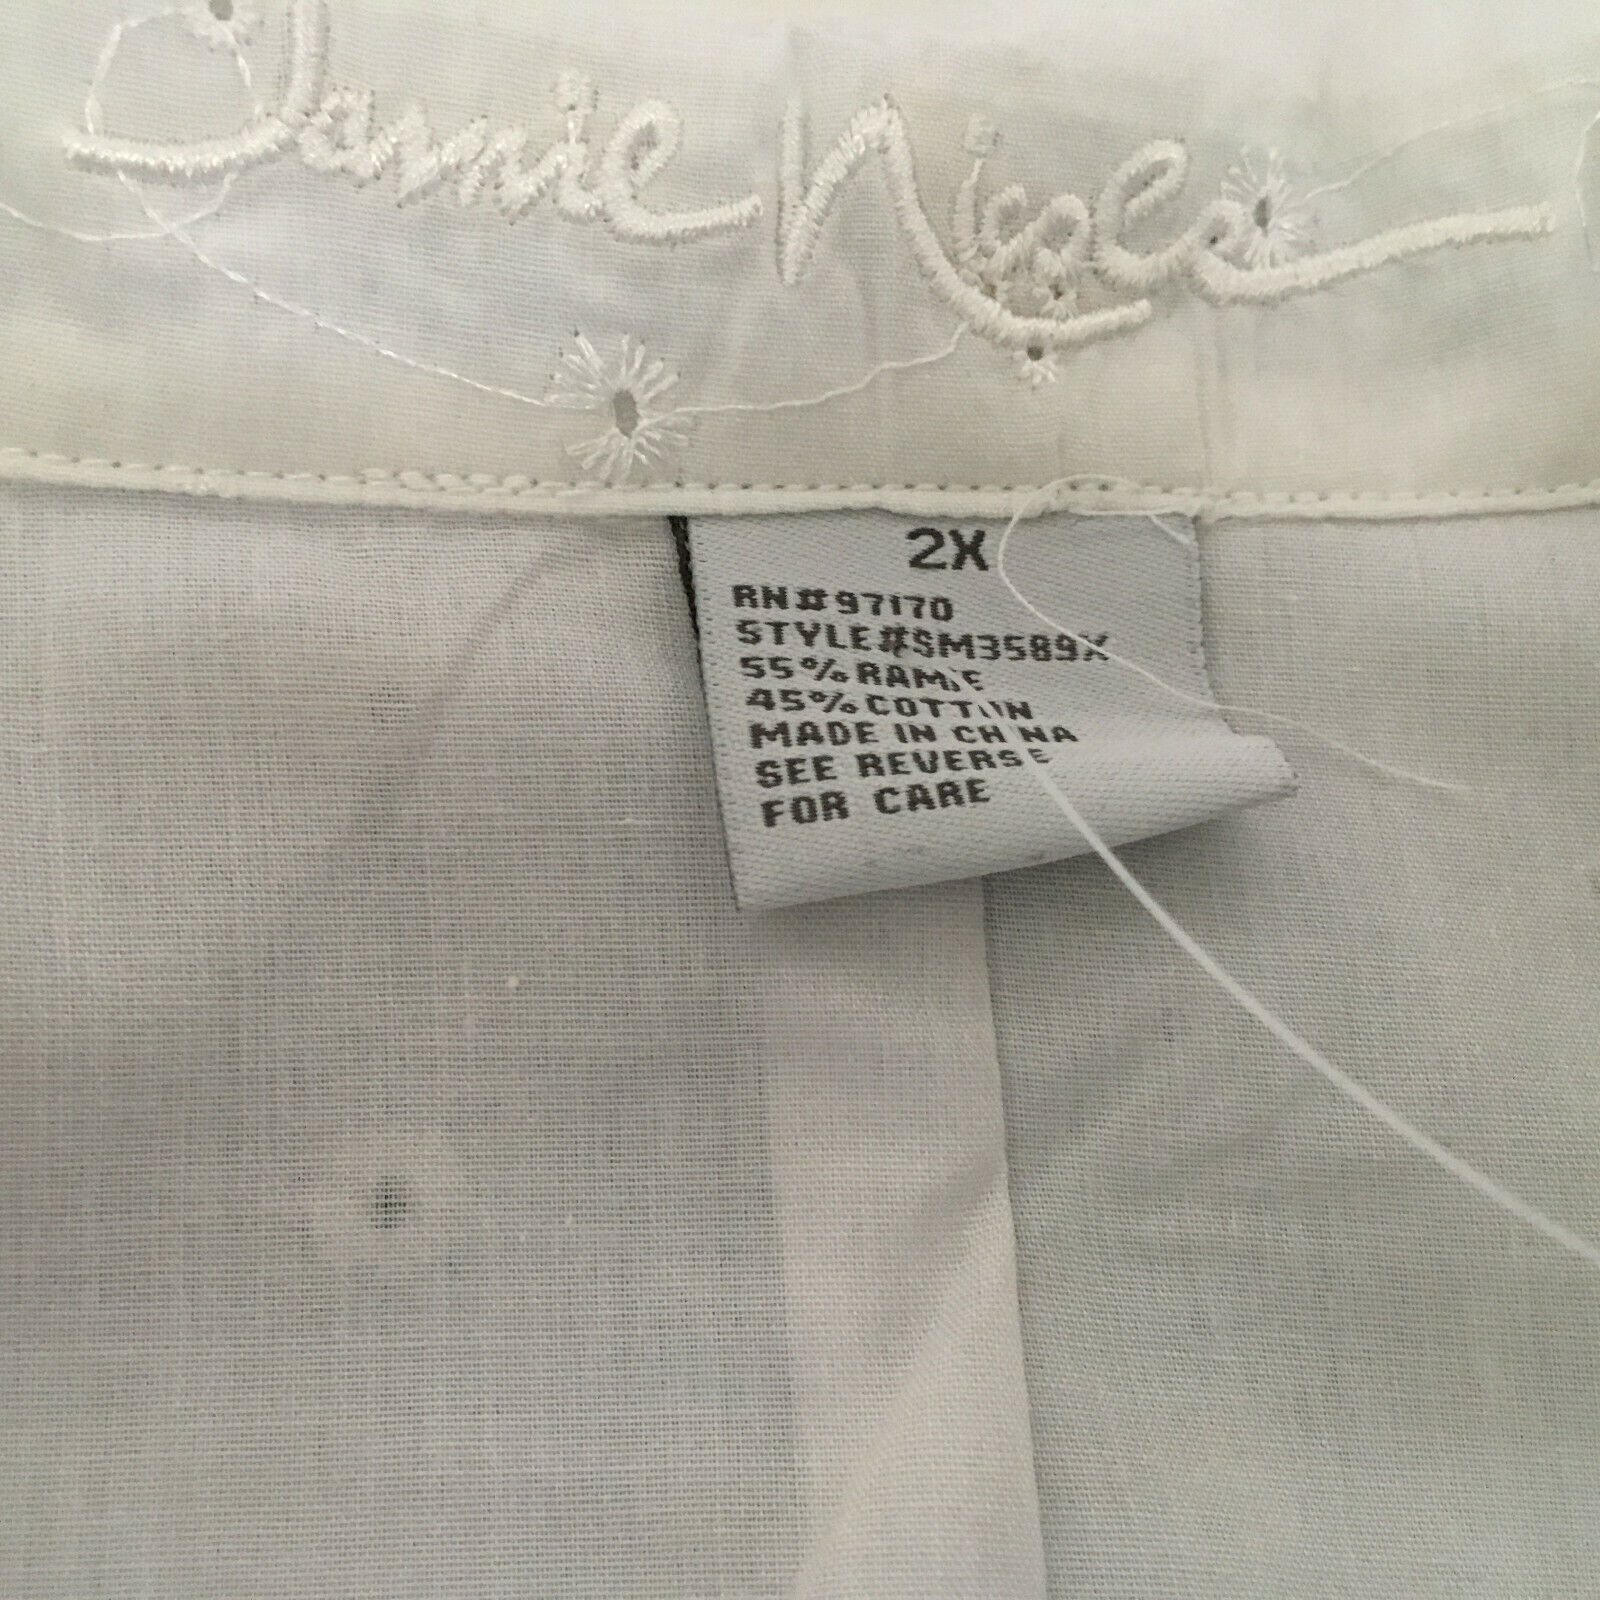 Jamie Nicole
2X
RN#97170
STYLE#SM3589X
55% RAMIE
45% COTTON
MADE IN CHINA
SEE REVERSE
FOR CARE